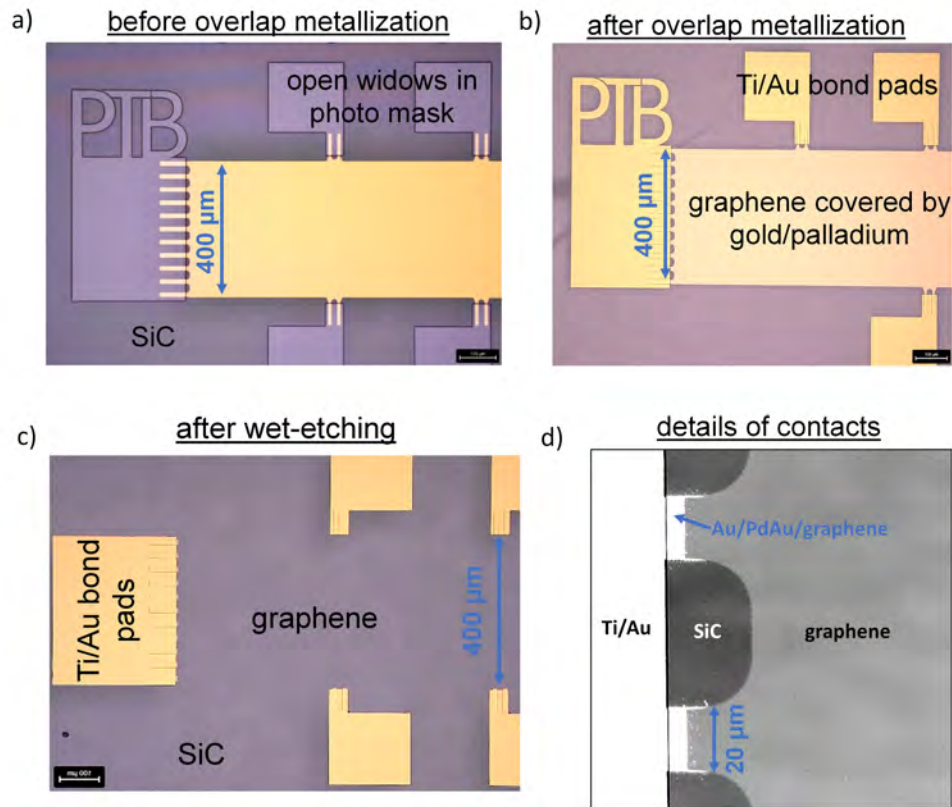 a)
before overlap metallization
open widows in
photo mask
PTB
400 µm
SiC
b)
after overlap metallization
Ti/Au bond pads
PTB
400 µm
graphene covered by
gold/palladium
c)
after wet-etching
Ti/Au bond
pads
graphene
400 µm
SiC
100 µm
d)
details of contacts
Au/PdAu/graphene
Ti/Au
SiC
graphene
20 µm